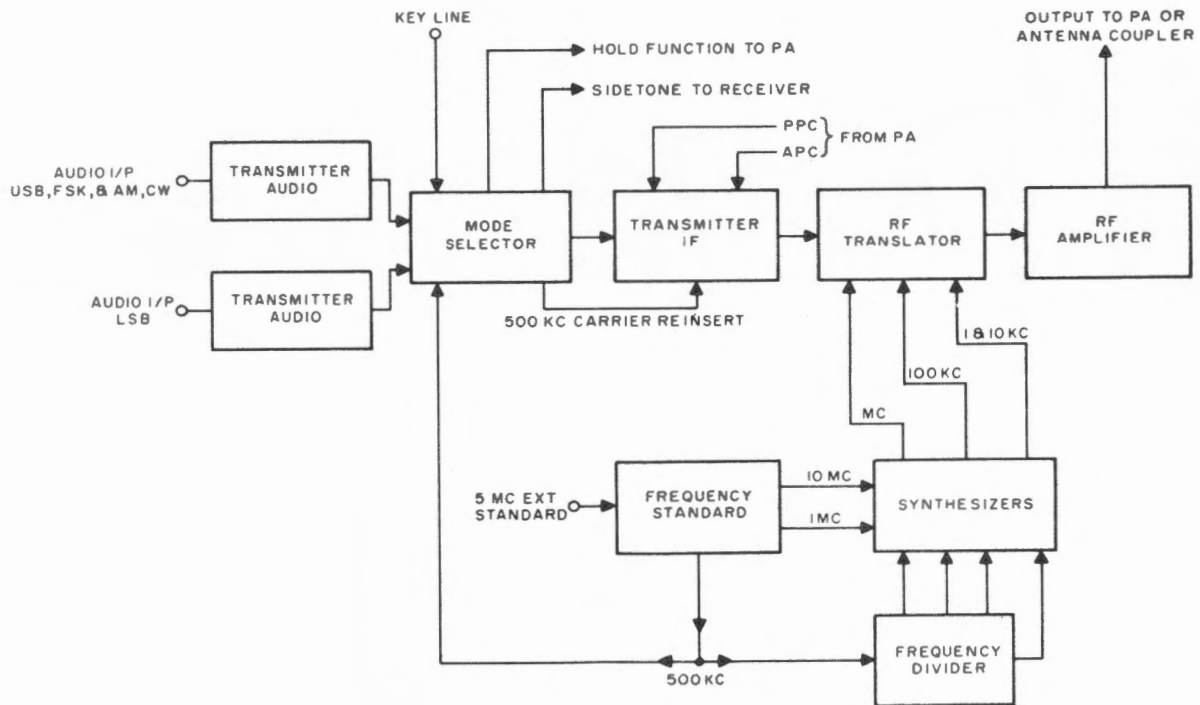 KEY LINE
OUTPUT TO PA OR
ANTENNA COUPLER
HOLD FUNCTION TO PA
SIDETONE TO RECEIVER
PPC
APC
FROM PA
AUDIO I/P
USB, FSK, & AM, CW
TRANSMITTER
AUDIO
MODE
SELECTOR
TRANSMITTER
IF
RF
TRANSLATOR
RF
AMPLIFIER
AUDIO I/P
LSB
TRANSMITTER
AUDIO
500 KC CARRIER REINSERT
MC
100 KC
1 & 10 KC
5 MC EXT
STANDARD
FREQUENCY
STANDARD
10 MC
1 MC
SYNTHESIZERS
500 KC
FREQUENCY
DIVIDER